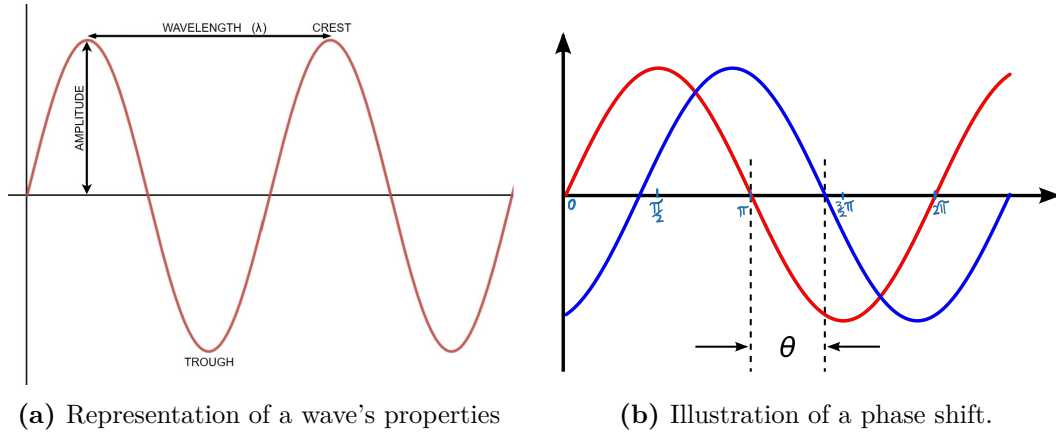 WAVELENGTH (λ) CREST
AMPLITUDE
TROUGH
(a) Representation of a wave's properties
0 π/2 π 3/2π 2π
θ
(b) Illustration of a phase shift.